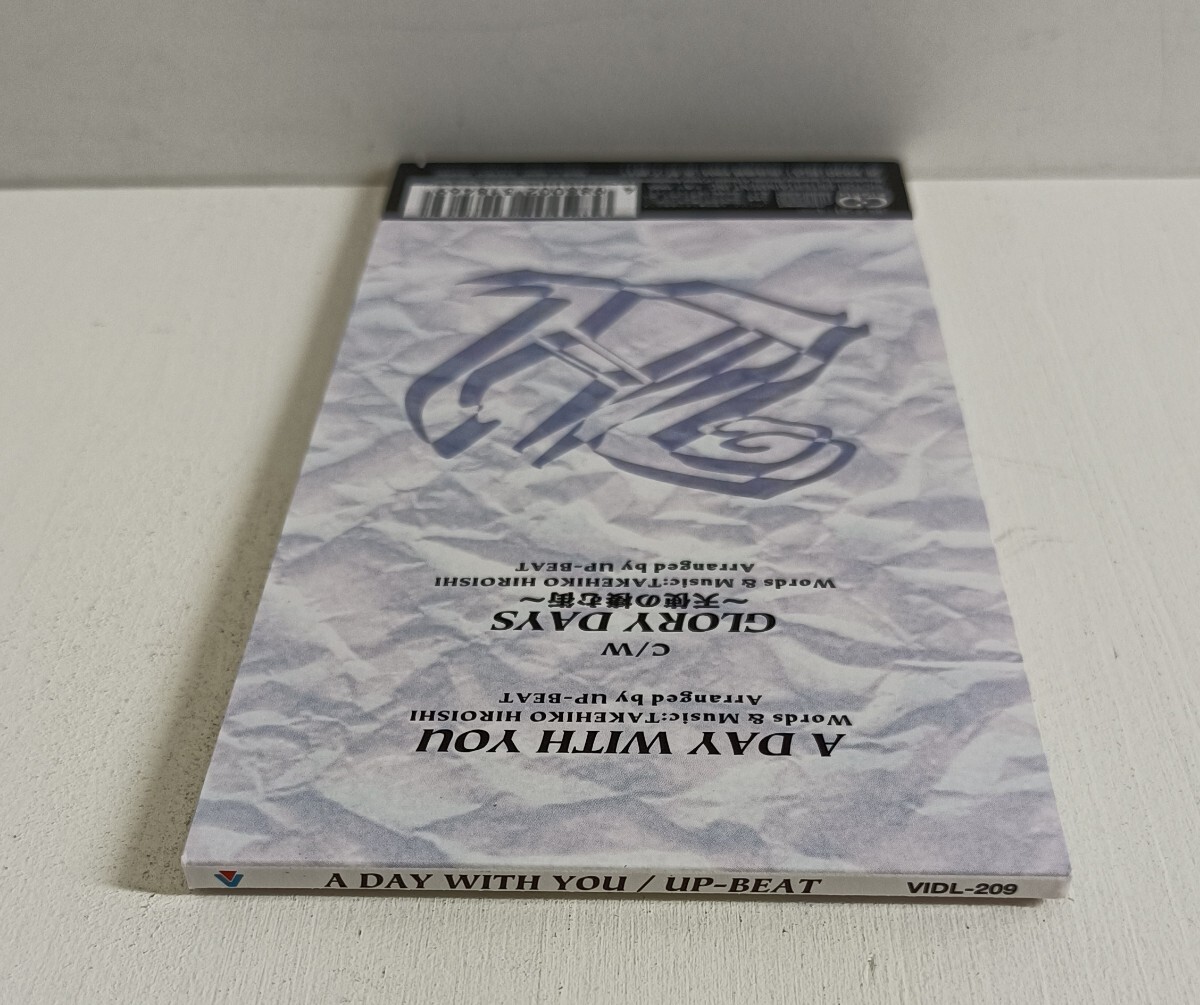 A DAY WITH YOU
Words & Music:TAKEHIKO HIROISHI
Arranged by UP-BEAT
C/W
GLORY DAYS
〜天使の棲む街〜
Words & Music:TAKEHIKO HIROISHI
Arranged by UP-BEAT
A DAY WITH YOU / UP-BEAT
VIDL-209